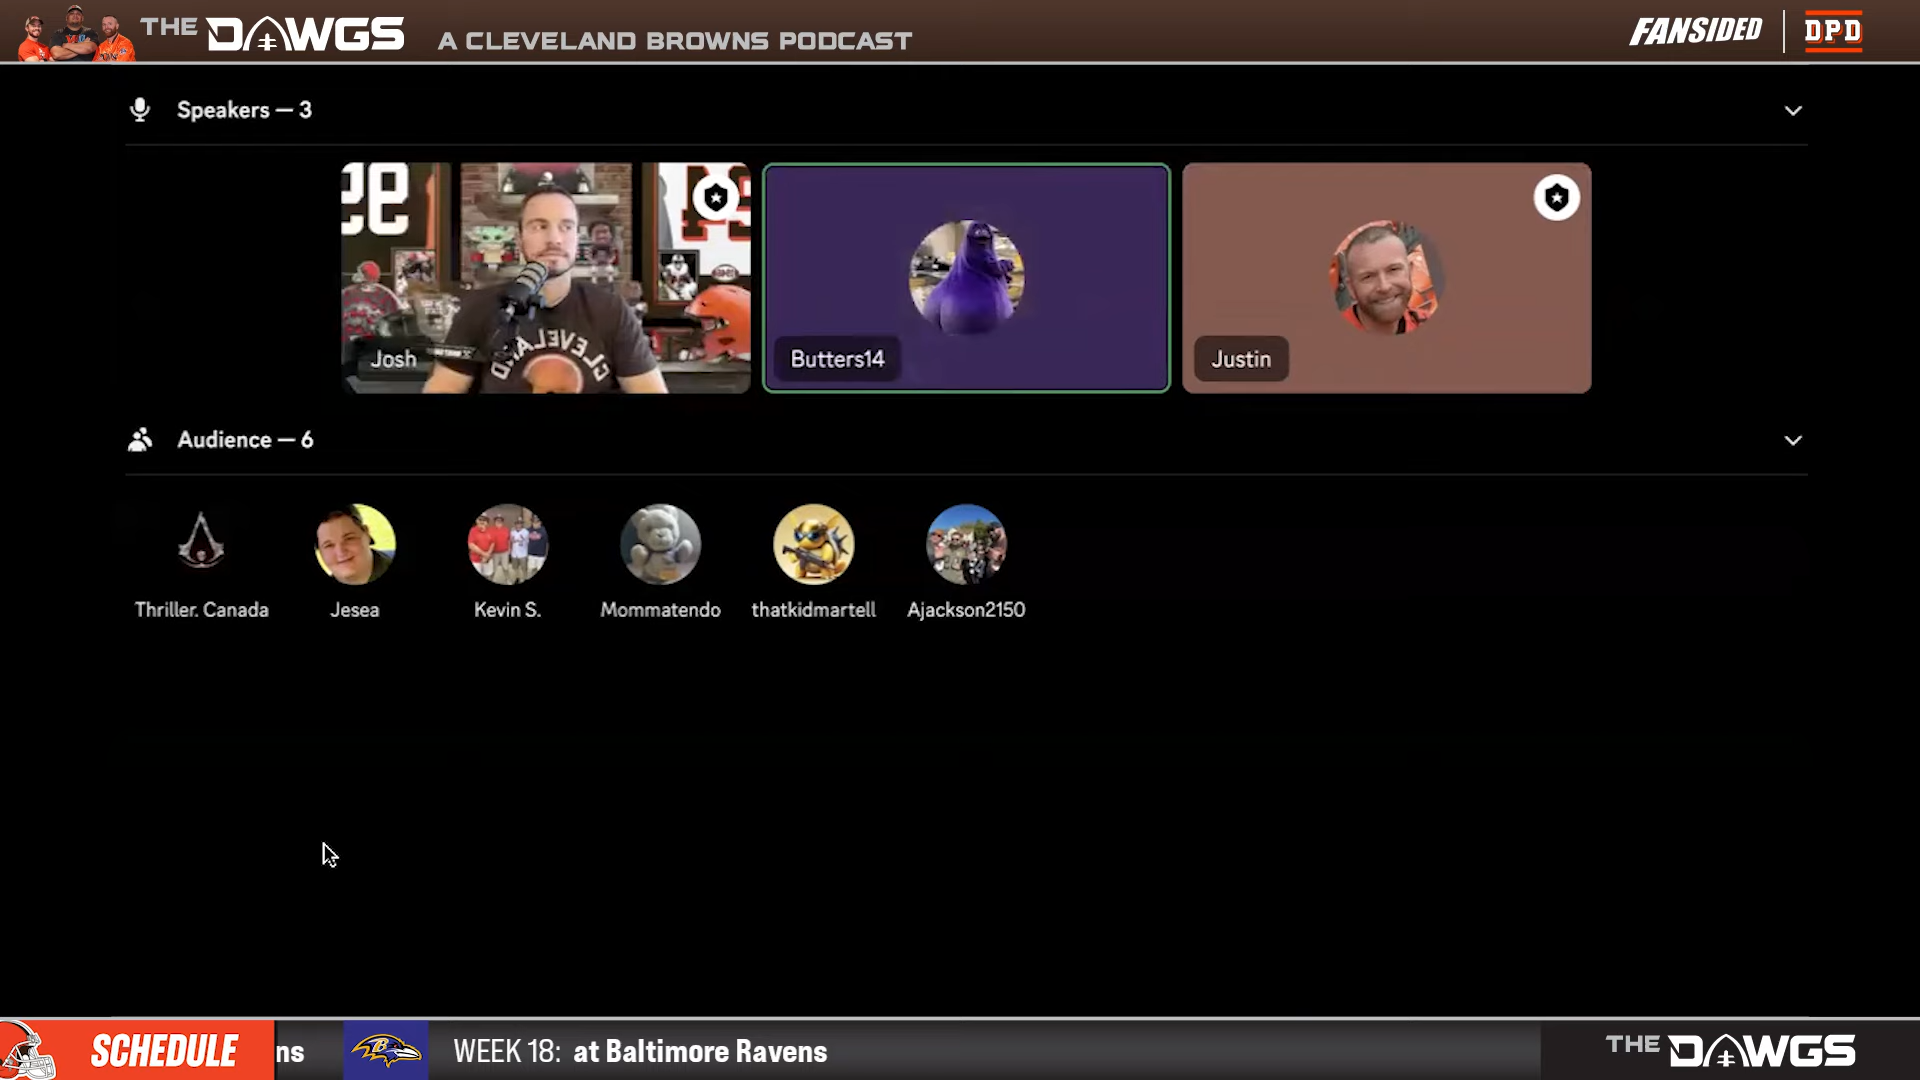 THE DAWGS A CLEVELAND BROWNS PODCAST
FANSIDED DPD
Speakers — 3
Josh
Butters14
Justin
CLEVELAND
Audience — 6
Thriller. Canada
Jesea
Kevin S.
Mommatendo
thatkidmartell
Ajackson2150
SCHEDULE ns WEEK 18: at Baltimore Ravens
THE DAWGS